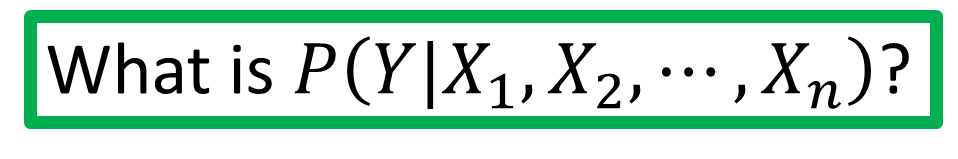 What is P(Y|X₁, X₂, ⋯, Xₙ)?